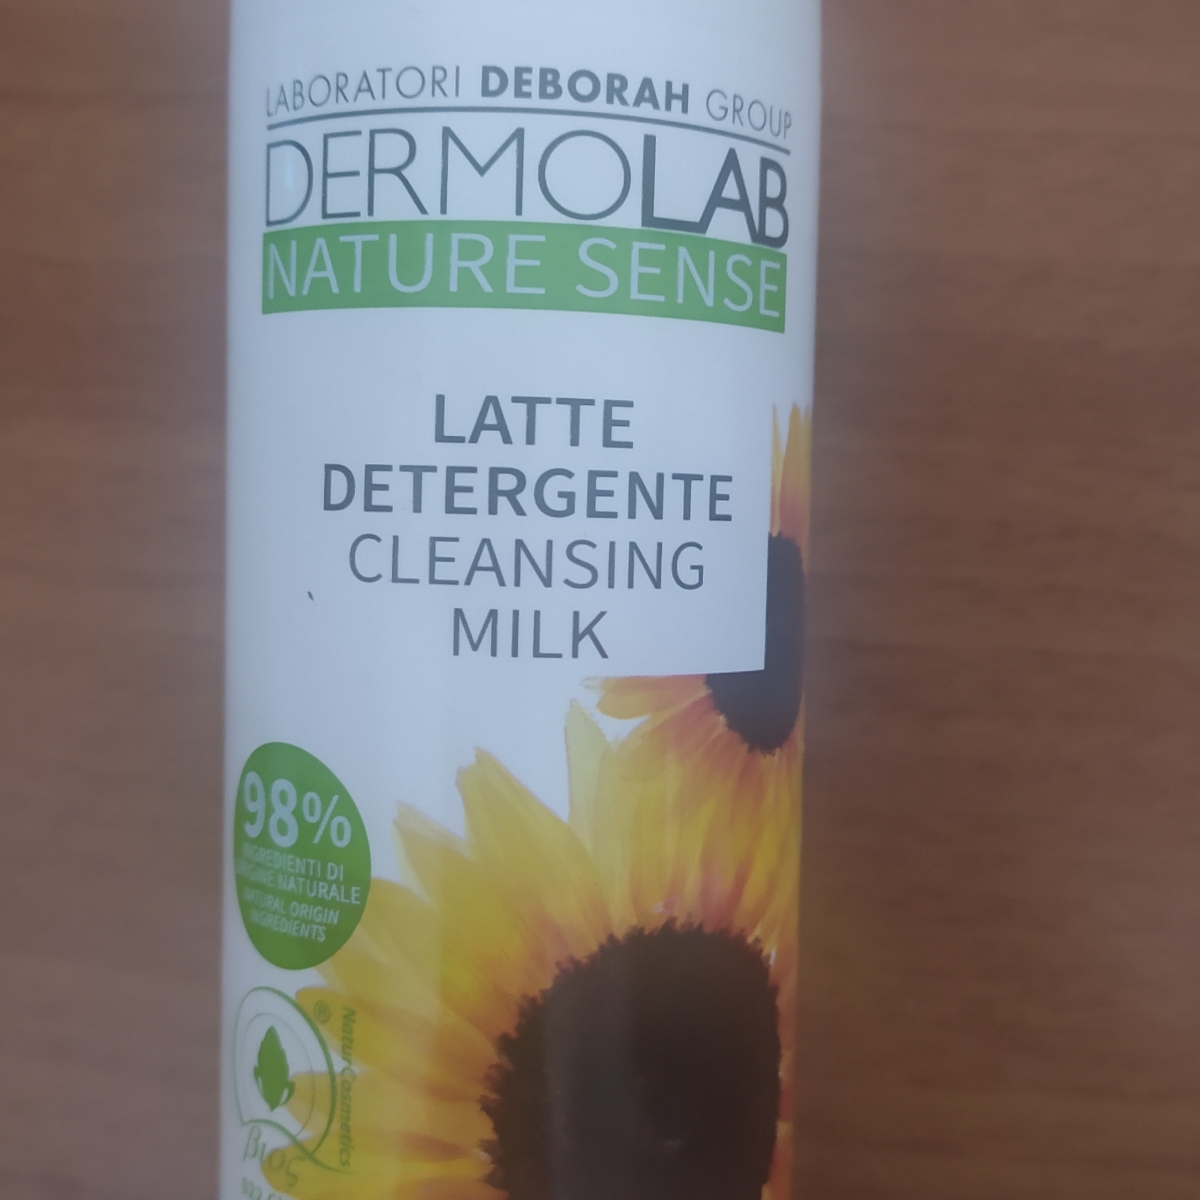 LABORATORI DEBORAH GROUP
DERMOLAB
NATURE SENSE
LATTE
DETERGENTE
CLEANSING
MILK
98%
INGREDIENTI DI
ORIGINE NATURALE
NATURAL ORIGIN
INGREDIENTS
NaturCosmetics
®
βιος